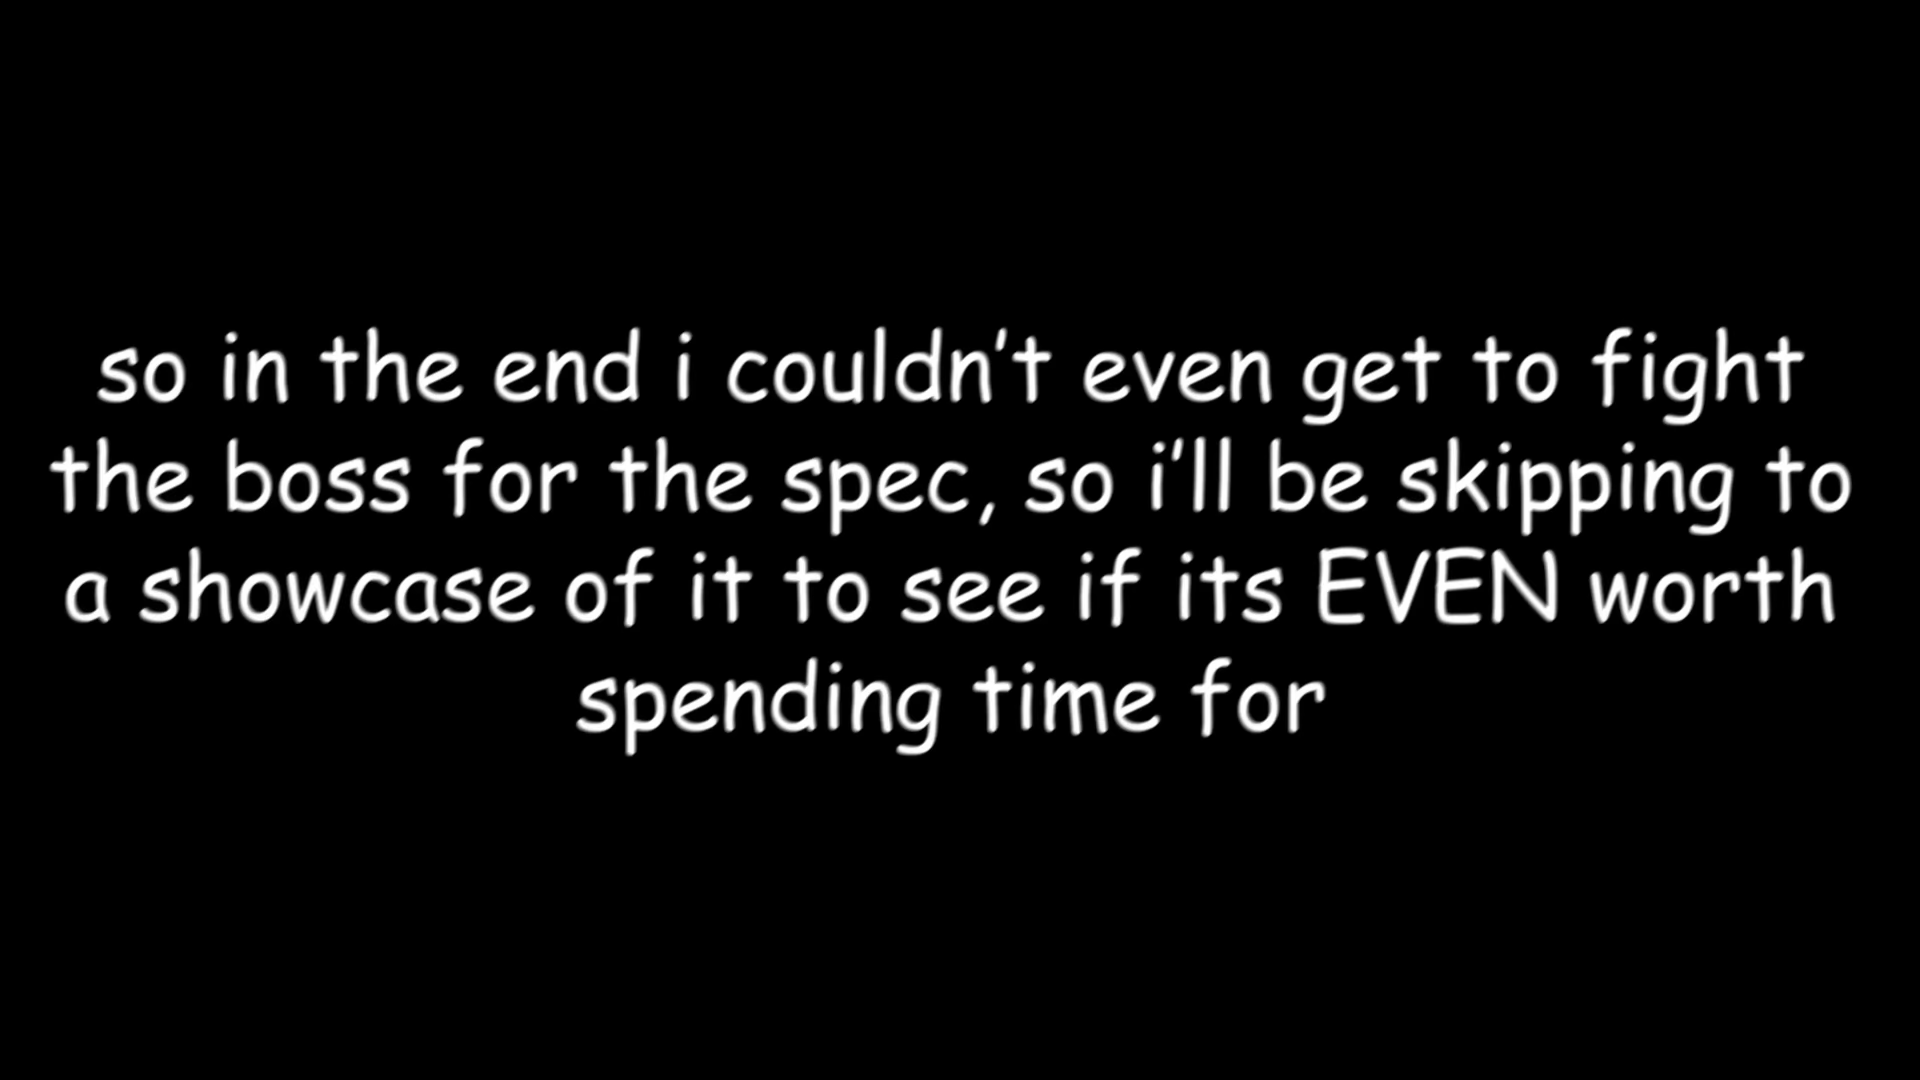 so in the end i couldn't even get to fight
the boss for the spec, so i'll be skipping to
a showcase of it to see if its EVEN worth
spending time for